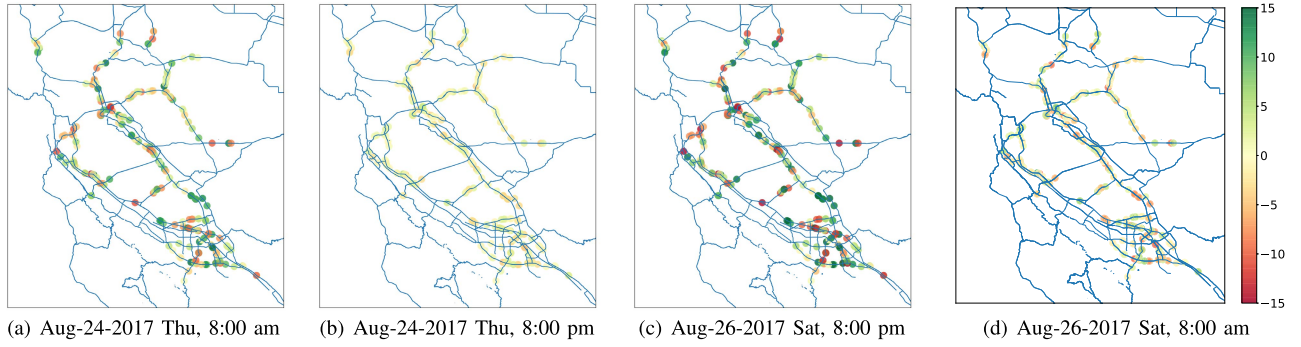 15
10
5
0
−5
−10
−15
(a) Aug-24-2017 Thu, 8:00 am
(b) Aug-24-2017 Thu, 8:00 pm
(c) Aug-26-2017 Sat, 8:00 pm
(d) Aug-26-2017 Sat, 8:00 am